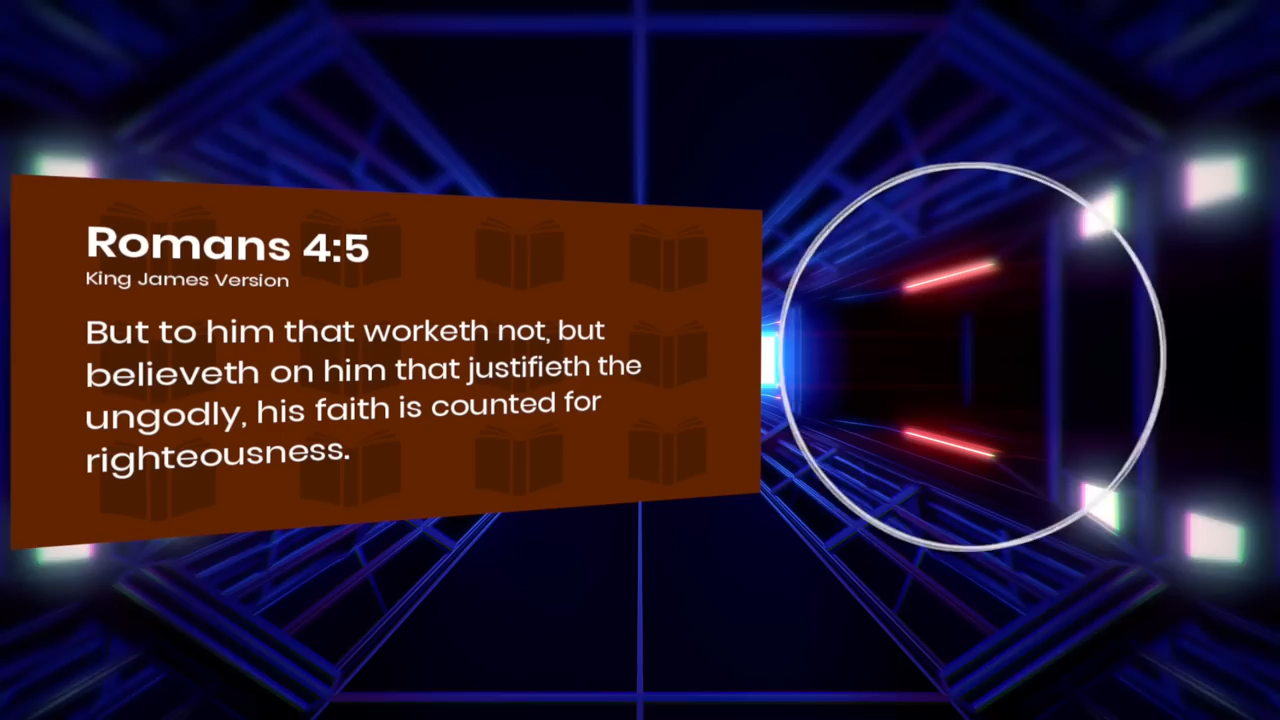 Romans 4:5
King James Version
But to him that worketh not, but
believeth on him that justifieth the
ungodly, his faith is counted for
righteousness.